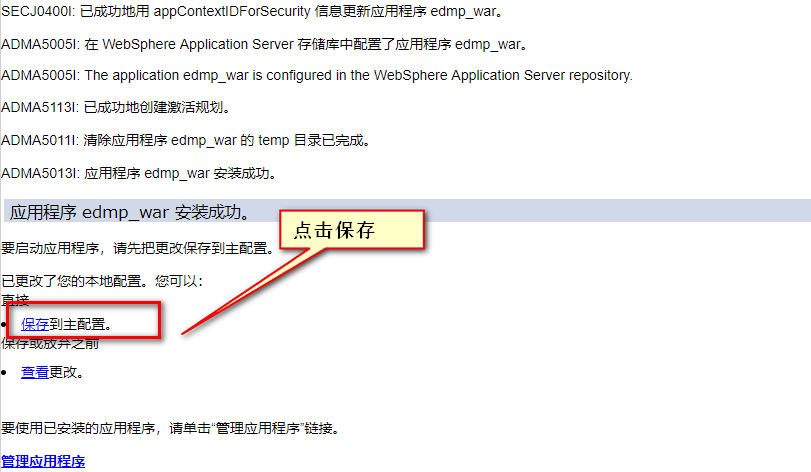 SECJ0400I: 已成功地用 appContextIDForSecurity 信息更新应用程序 edmp_war。
ADMA5005I: 在 WebSphere Application Server 存储库中配置了应用程序 edmp_war。
ADMA5005I: The application edmp_war is configured in the WebSphere Application Server repository.
ADMA5113I: 已成功地创建激活规划。
ADMA5011I: 清除应用程序 edmp_war 的 temp 目录已完成。
ADMA5013I: 应用程序 edmp_war 安装成功。
应用程序 edmp_war 安装成功。
点击保存
要启动应用程序，请先把更改保存到主配置。
已更改了您的本地配置。您可以：
直接
保存到主配置。
保存或放弃之前
查看更改。
要使用已安装的应用程序，请单击“管理应用程序”链接。
管理应用程序